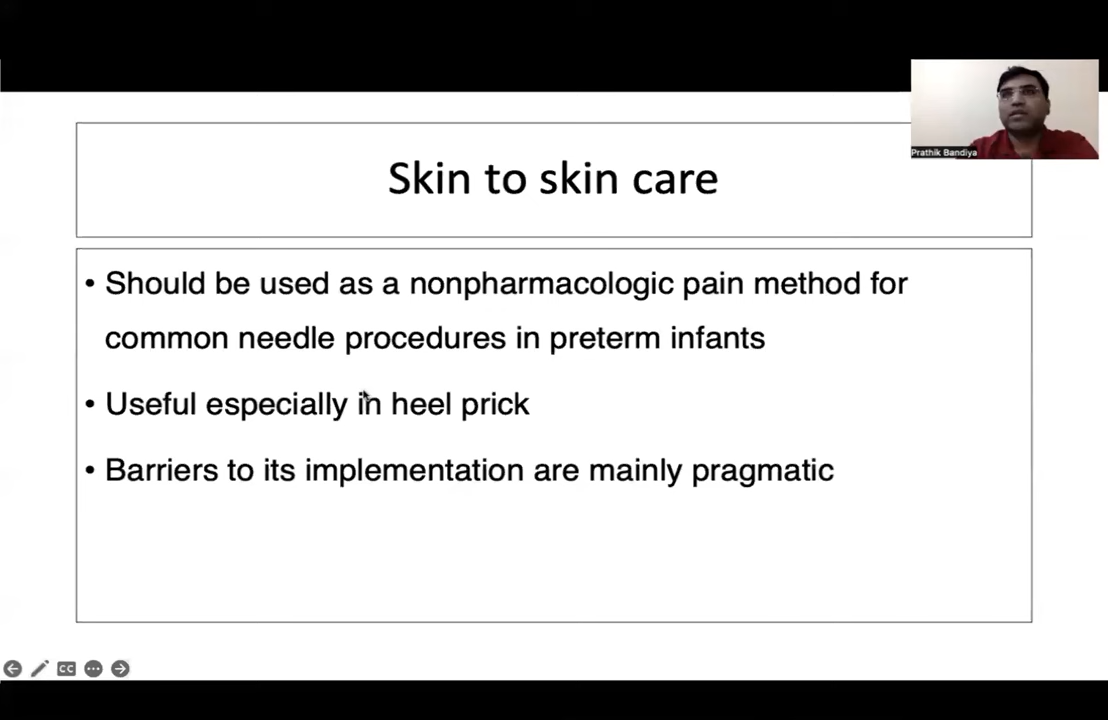 Prathik Bandiya
Skin to skin care
• Should be used as a nonpharmacologic pain method for
common needle procedures in preterm infants
• Useful especially in heel prick
• Barriers to its implementation are mainly pragmatic
CC